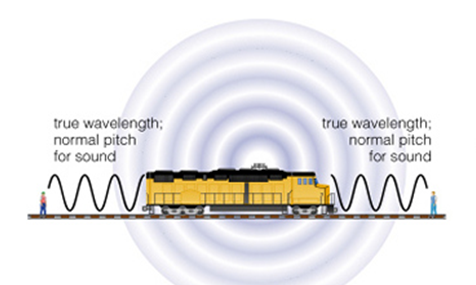 true wavelength;
normal pitch
for sound
true wavelength;
normal pitch
for sound